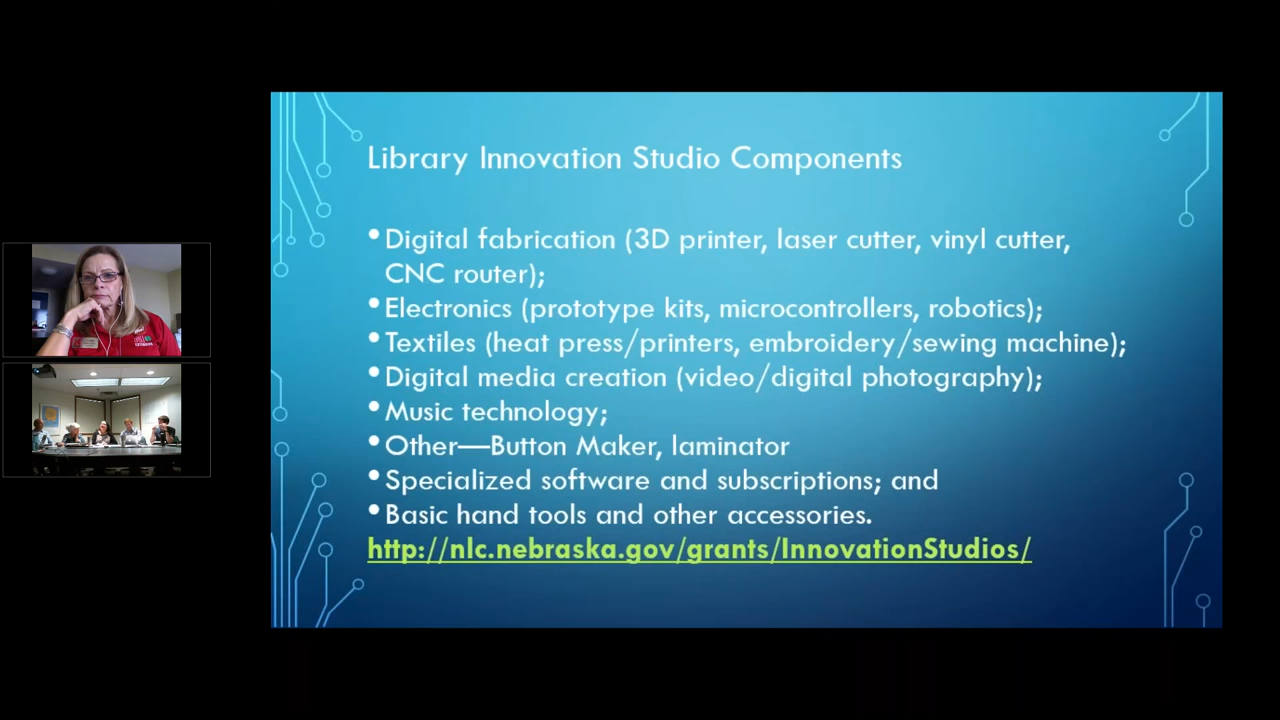 Library Innovation Studio Components
•Digital fabrication (3D printer, laser cutter, vinyl cutter,
CNC router);
•Electronics (prototype kits, microcontrollers, robotics);
•Textiles (heat press/printers, embroidery/sewing machine);
•Digital media creation (video/digital photography);
•Music technology;
•Other—Button Maker, laminator
•Specialized software and subscriptions; and
•Basic hand tools and other accessories.
http://nlc.nebraska.gov/grants/InnovationStudios/